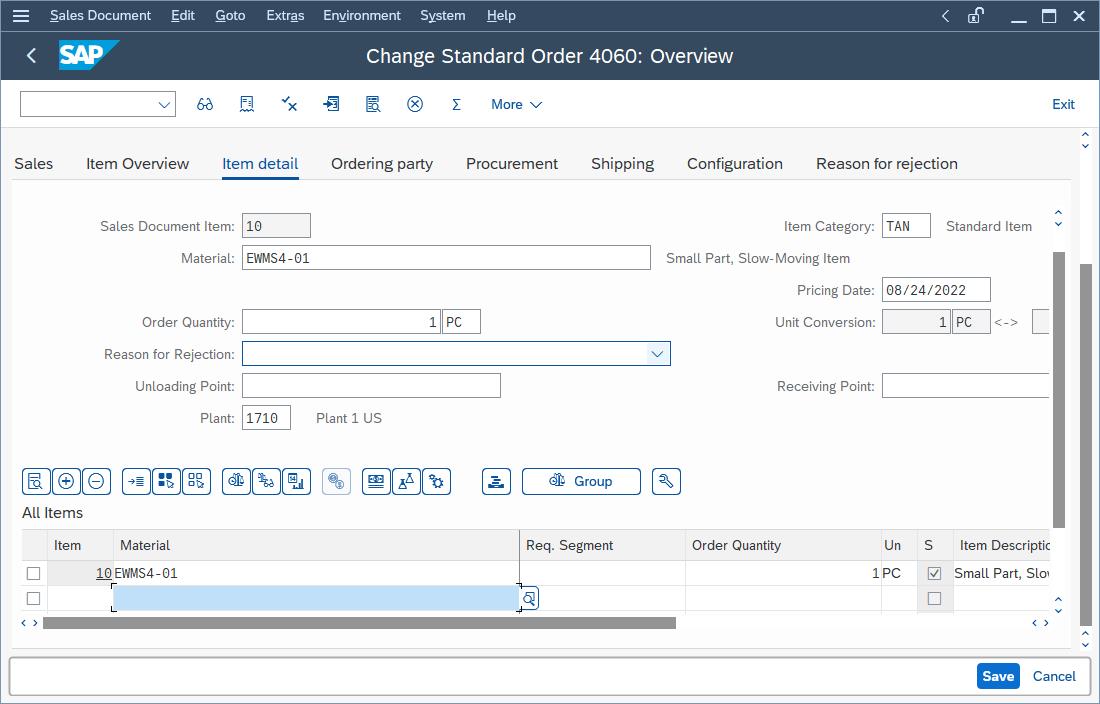 Sales Document Edit Goto Extras Environment System Help
SAP Change Standard Order 4060: Overview
More Exit
Sales Item Overview Item detail Ordering party Procurement Shipping Configuration Reason for rejection
Sales Document Item: 10 Item Category: TAN Standard Item
Material: EWMS4-01 Small Part, Slow-Moving Item
Pricing Date: 08/24/2022
Order Quantity: 1 PC Unit Conversion: 1 PC <->
Reason for Rejection:
Unloading Point: Receiving Point:
Plant: 1710 Plant 1 US
Group
All Items
Item Material Req. Segment Order Quantity Un S Item Descriptic
10 EWMS4-01 1 PC Small Part, Slov
Save Cancel